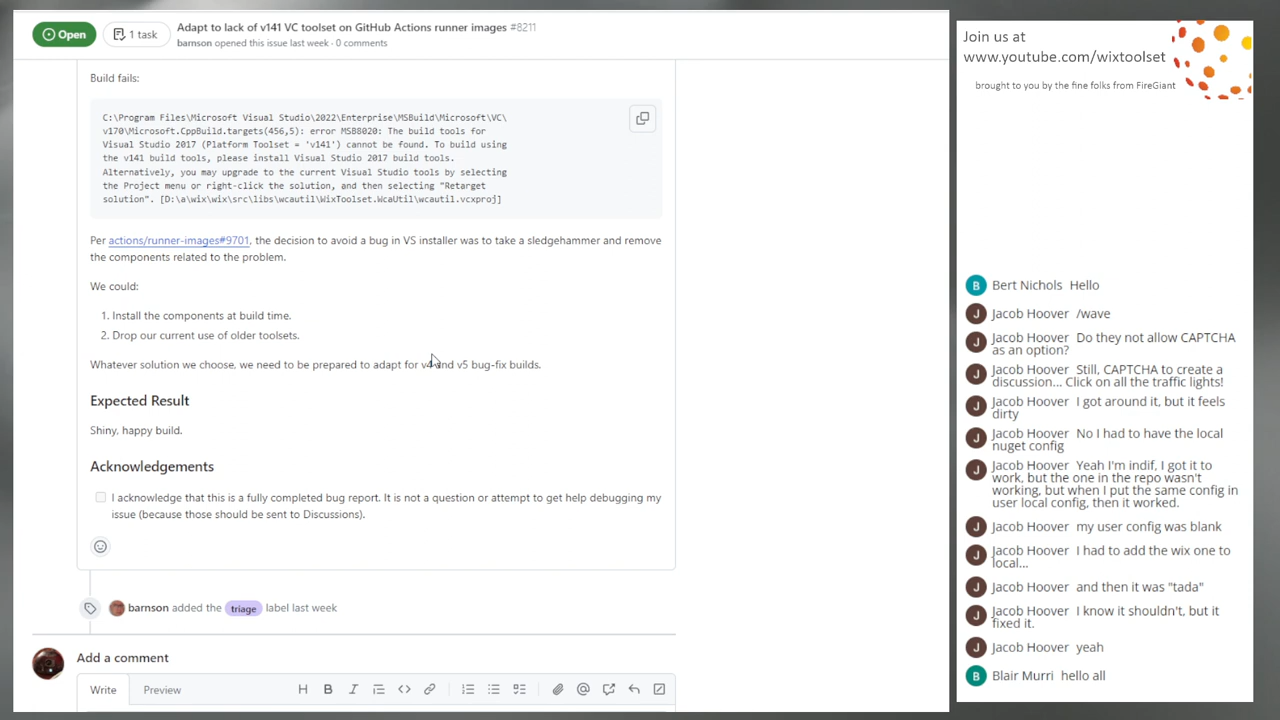 Open
1 task
Adapt to lack of v141 VC toolset on GitHub Actions runner images #8211
barnson opened this issue last week · 0 comments
Build fails:
C:\Program Files\Microsoft Visual Studio\2022\Enterprise\MSBuild\Microsoft\VC\
v170\Microsoft.CppBuild.targets(456,5): error MSB8020: The build tools for
Visual Studio 2017 (Platform Toolset = 'v141') cannot be found. To build using
the v141 build tools, please install Visual Studio 2017 build tools.
Alternatively, you may upgrade to the current Visual Studio tools by selecting
the Project menu or right-click the solution, and then selecting "Retarget
solution". [D:\a\wix\wix\src\libs\wcautil\WixToolset.WcaUtil\wcautil.vcxproj]
Per actions/runner-images#9701, the decision to avoid a bug in VS installer was to take a sledgehammer and remove
the components related to the problem.
We could:
1. Install the components at build time.
2. Drop our current use of older toolsets.
Whatever solution we choose, we need to be prepared to adapt for v4 and v5 bug-fix builds.
Expected Result
Shiny, happy build.
Acknowledgements
I acknowledge that this is a fully completed bug report. It is not a question or attempt to get help debugging my
issue (because those should be sent to Discussions).
barnson added the triage label last week
Add a comment
Write
Preview
Join us at
www.youtube.com/wixtoolset
brought to you by the fine folks from FireGiant
B Bert Nichols Hello
J Jacob Hoover /wave
J Jacob Hoover Do they not allow CAPTCHA
as an option?
J Jacob Hoover Still, CAPTCHA to create a
discussion... Click on all the traffic lights!
J Jacob Hoover I got around it, but it feels
dirty
J Jacob Hoover No I had to have the local
nuget config
J Jacob Hoover Yeah I'm indif, I got it to
work, but the one in the repo wasn't
working, but when I put the same config in
user local config, then it worked.
J Jacob Hoover my user config was blank
J Jacob Hoover I had to add the wix one to
local...
J Jacob Hoover and then it was "tada"
J Jacob Hoover I know it shouldn't, but it
fixed it.
J Jacob Hoover yeah
B Blair Murri hello all